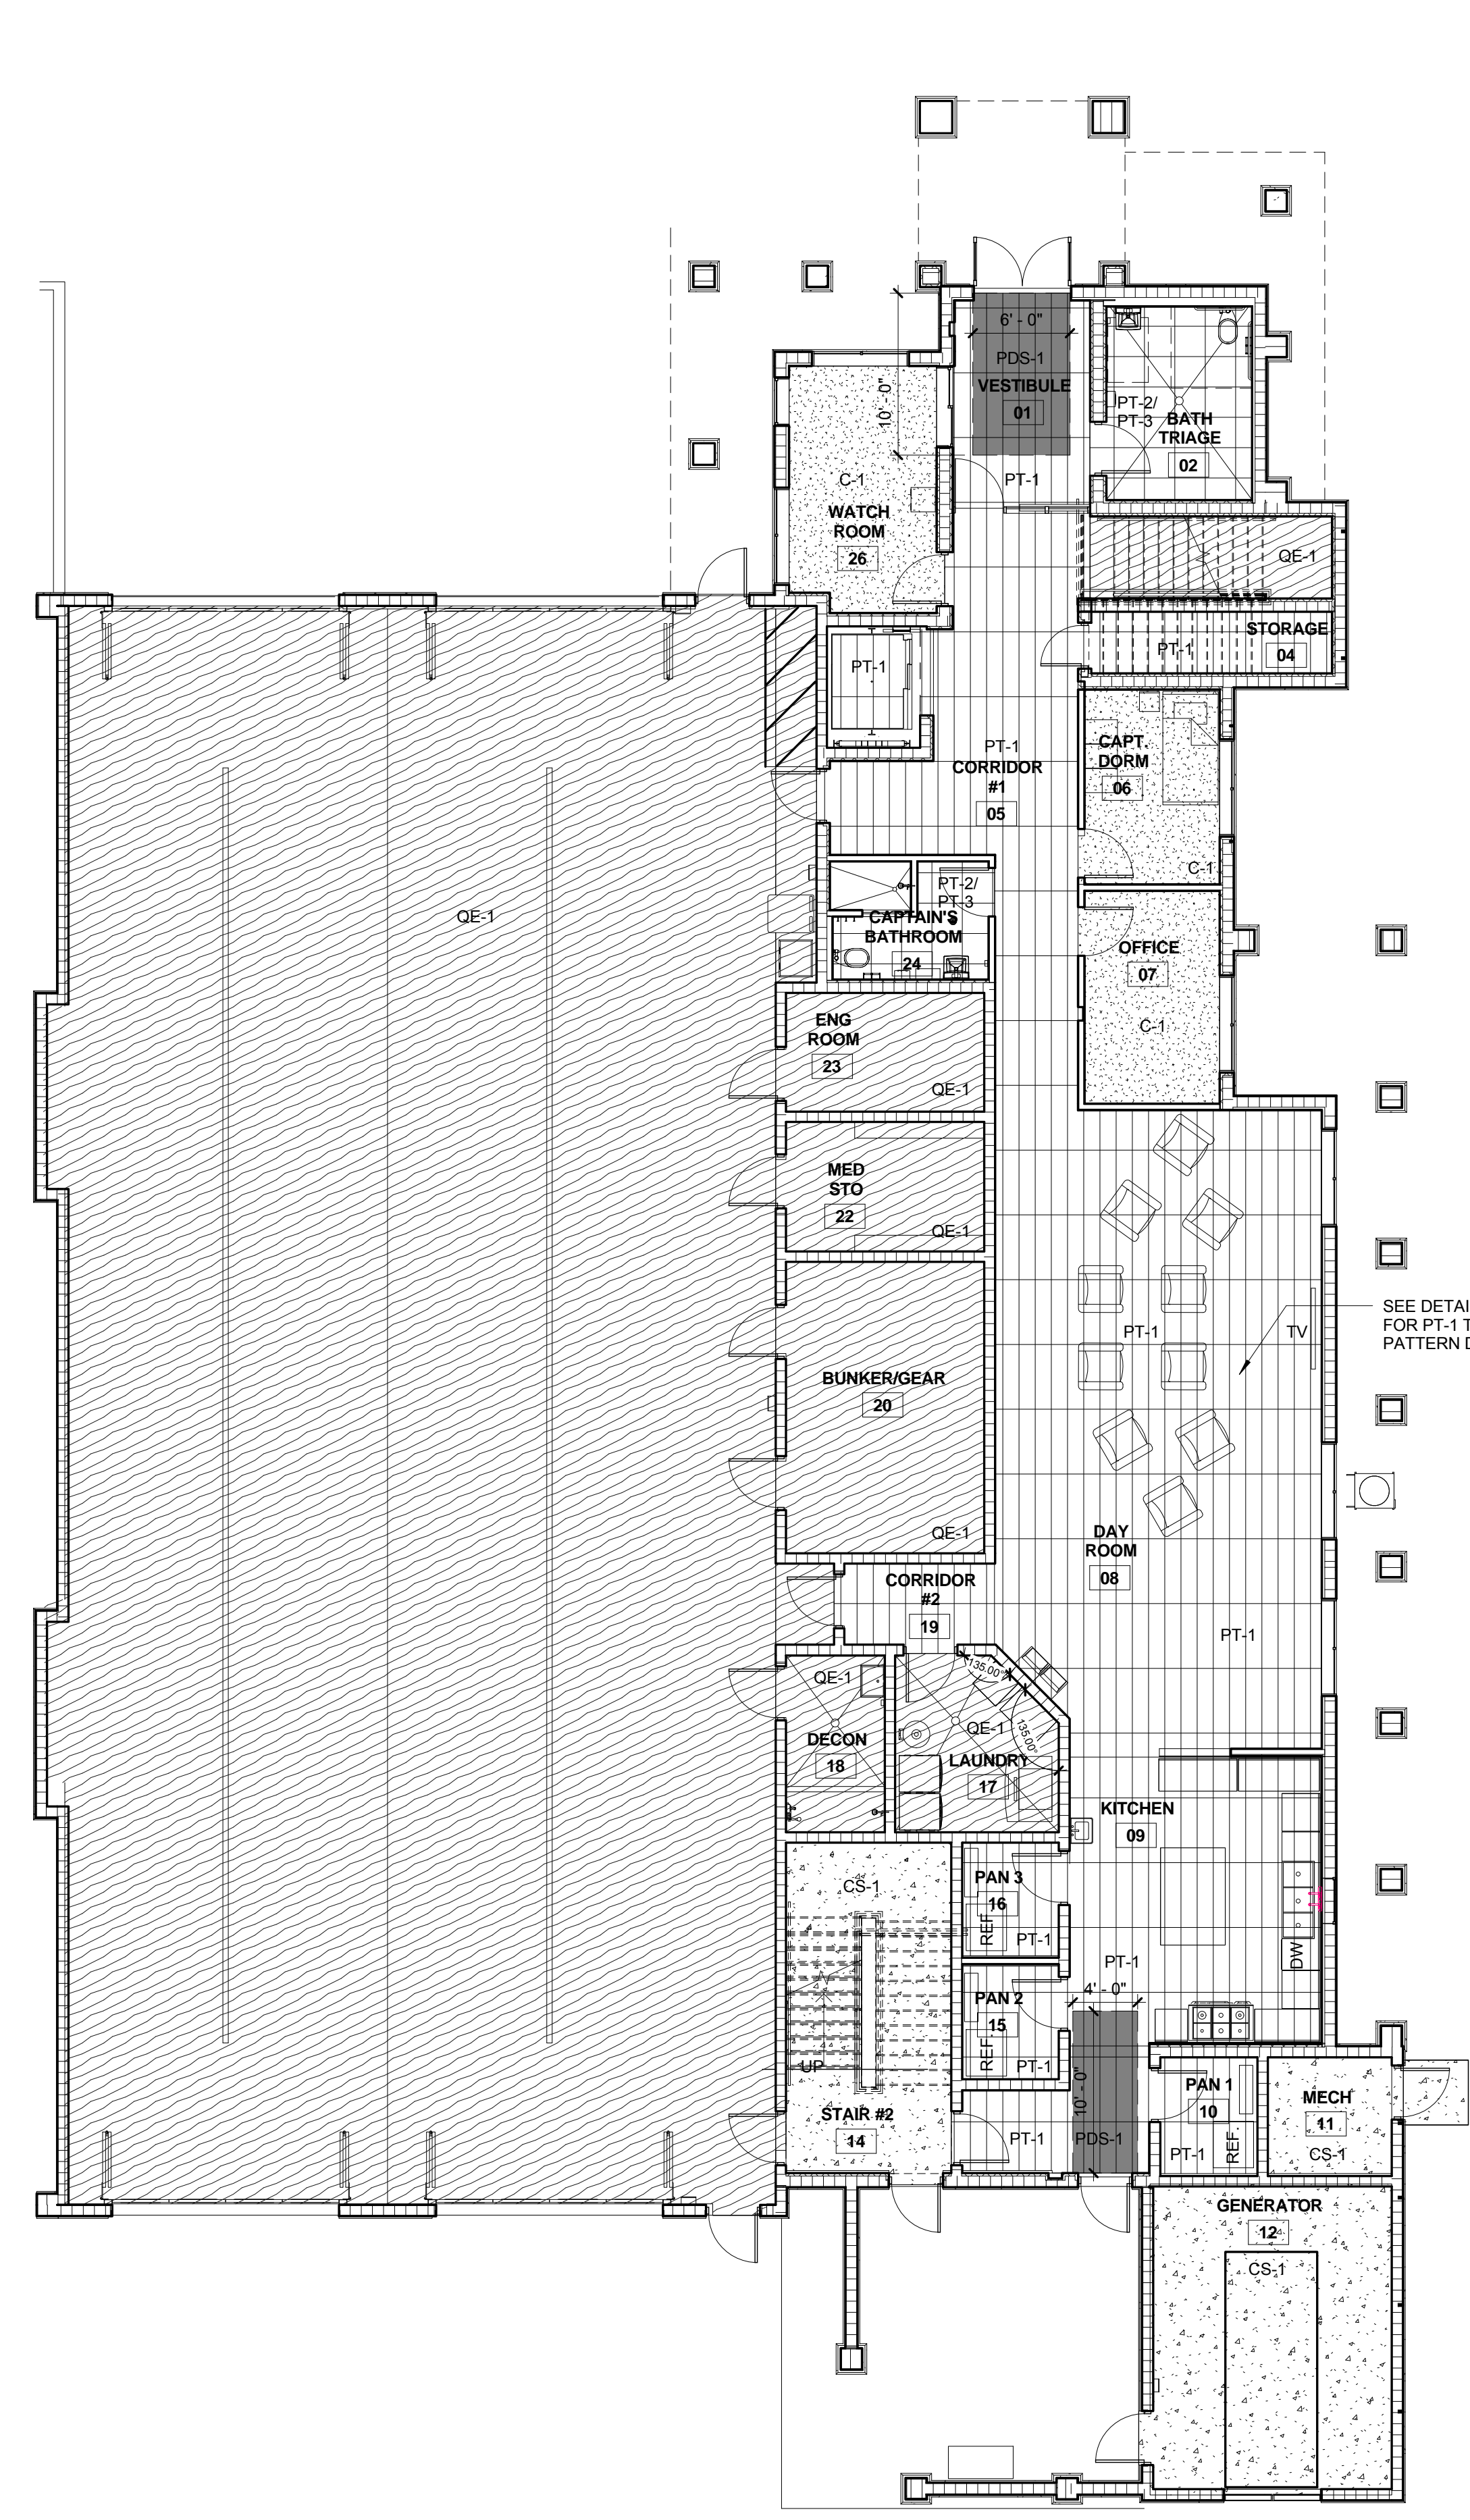 6' - 0"
PDS-1
VESTIBULE
01
10' - 0"
PT-1
PT-2/
PT-3
BATH
TRIAGE
02
C-1
WATCH
ROOM
26
QE-1
STORAGE
PT-1
04
PT-1
PT-1
CORRIDOR
#1
05
CAPT.
DORM
06
C-1
QE-1
PT-2/
PT-3
CAPTAIN'S
BATHROOM
24
OFFICE
07
C-1
ENG
ROOM
23
QE-1
MED
STO
22
QE-1
SEE DETAI
FOR PT-1 T
PATTERN D
PT-1
TV
BUNKER/GEAR
20
QE-1
DAY
ROOM
08
CORRIDOR
#2
19
PT-1
QE-1
DECON
18
135.00°
135.00°
QE-1
LAUNDRY
17
KITCHEN
09
CS-1
PAN 3
16
REF.
PT-1
PT-1
4' - 0"
DW
PAN 2
15
REF.
PT-1
UP
10' - 0"
STAIR #2
14
PT-1
PDS-1
PAN 1
10
PT-1
REF.
MECH
11
CS-1
GENERATOR
12
CS-1